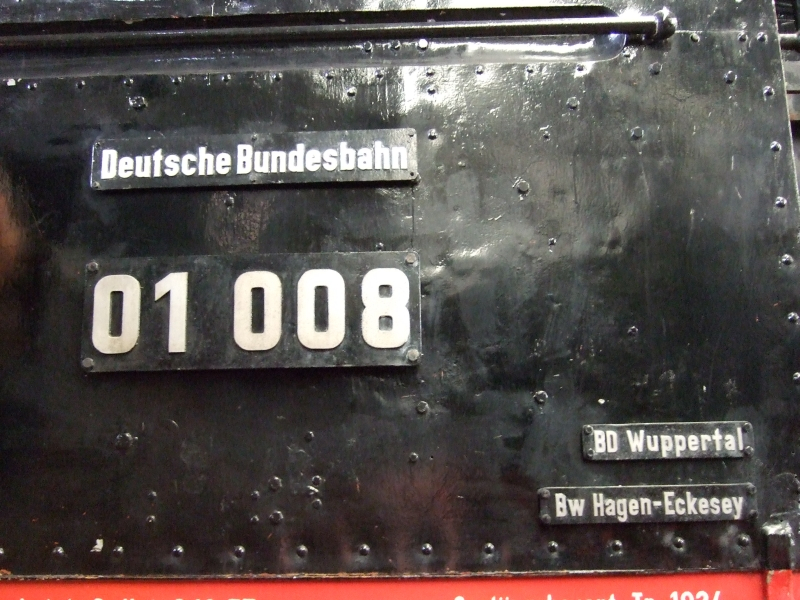 Deutsche Bundesbahn
01 008
BD Wuppertal
Bw Hagen-Eckesey